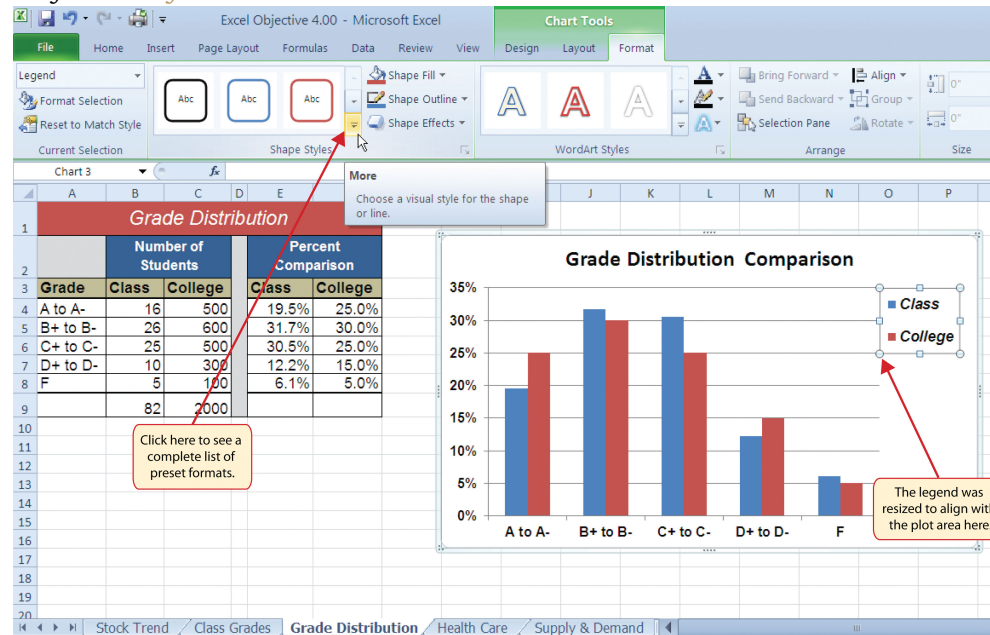 Excel Objective 4.00 - Microsoft Excel
Chart Tools
File Home Insert Page Layout Formulas Data Review View Design Layout Format
Legend
Format Selection
Reset to Match Style
Current Selection
Abc Abc Abc
Shape Fill
Shape Outline
Shape Effects
Shape Styles
A A A
A
A
WordArt Styles
Bring Forward
Send Backward
Selection Pane
Align
Group
Rotate
Arrange
0"
0"
Size
Chart 3 fx
More
Choose a visual style for the shape
or line.
A B C D E J K L M N O P
1 Grade Distribution
2 Number of Students Percent Comparison
3 Grade Class College Class College
4 A to A- 16 500 19.5% 25.0%
5 B+ to B- 26 600 31.7% 30.0%
6 C+ to C- 25 500 30.5% 25.0%
7 D+ to D- 10 300 12.2% 15.0%
8 F 5 100 6.1% 5.0%
9 82 2000
10
11
12
13
14
15
16
17
18
19
20
Click here to see a
complete list of
preset formats.
Grade Distribution Comparison
35%
30%
25%
20%
15%
10%
5%
0%
A to A- B+ to B- C+ to C- D+ to D- F
Class
College
The legend was
resized to align with
the plot area here
Stock Trend Class Grades Grade Distribution Health Care Supply & Demand